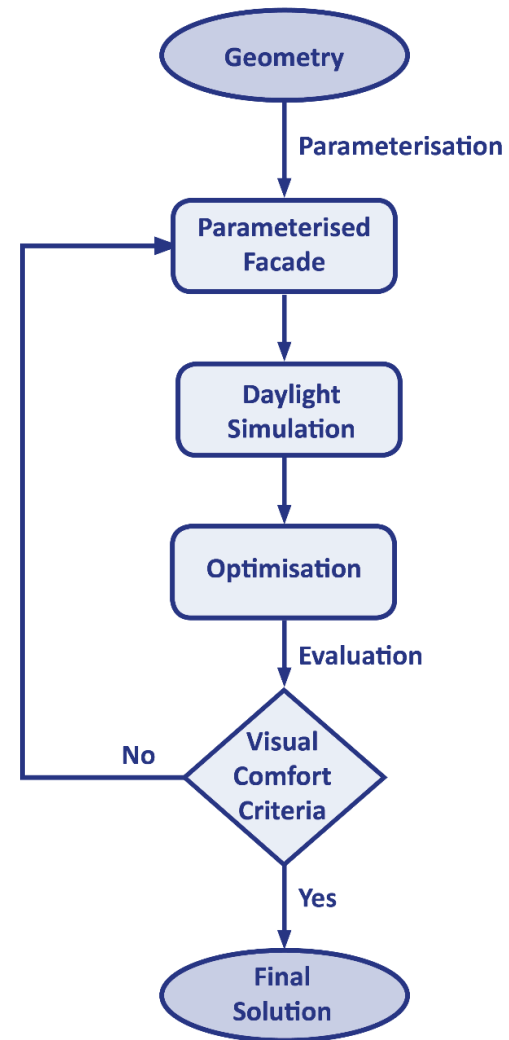 Geometry
Parameterisation
Parameterised
Facade
Daylight
Simulation
Optimisation
Evaluation
Visual
Comfort
Criteria
No
Yes
Final
Solution